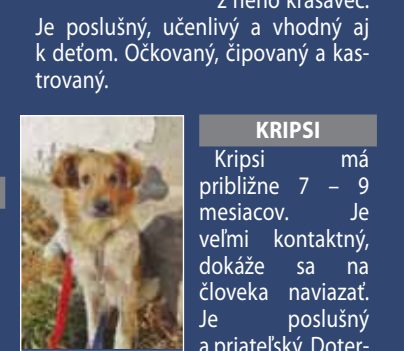 z neho krásavec.
Je poslušný, učenlivý a vhodný aj
k deťom. Očkovaný, čipovaný a kas-
trovaný.
KRIPSI
Kripsi má
približne 7 – 9
mesiacov. Je
veľmi kontaktný,
dokáže sa na
človeka naviazať.
Je poslušný
a priateľský. Doter-